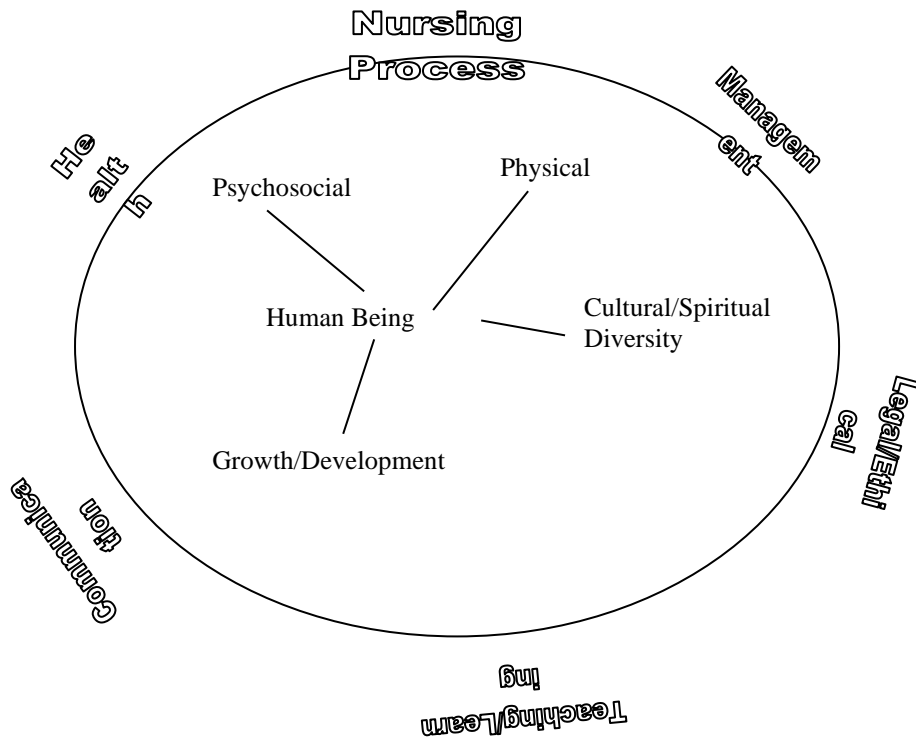 Nursing
Process
Managem
ent
He
alt
h
Psychosocial
Physical
Human Being
Cultural/Spiritual
Diversity
Legal/Ethi
cal
Growth/Development
Communica
tion
Teaching/Learn
ing